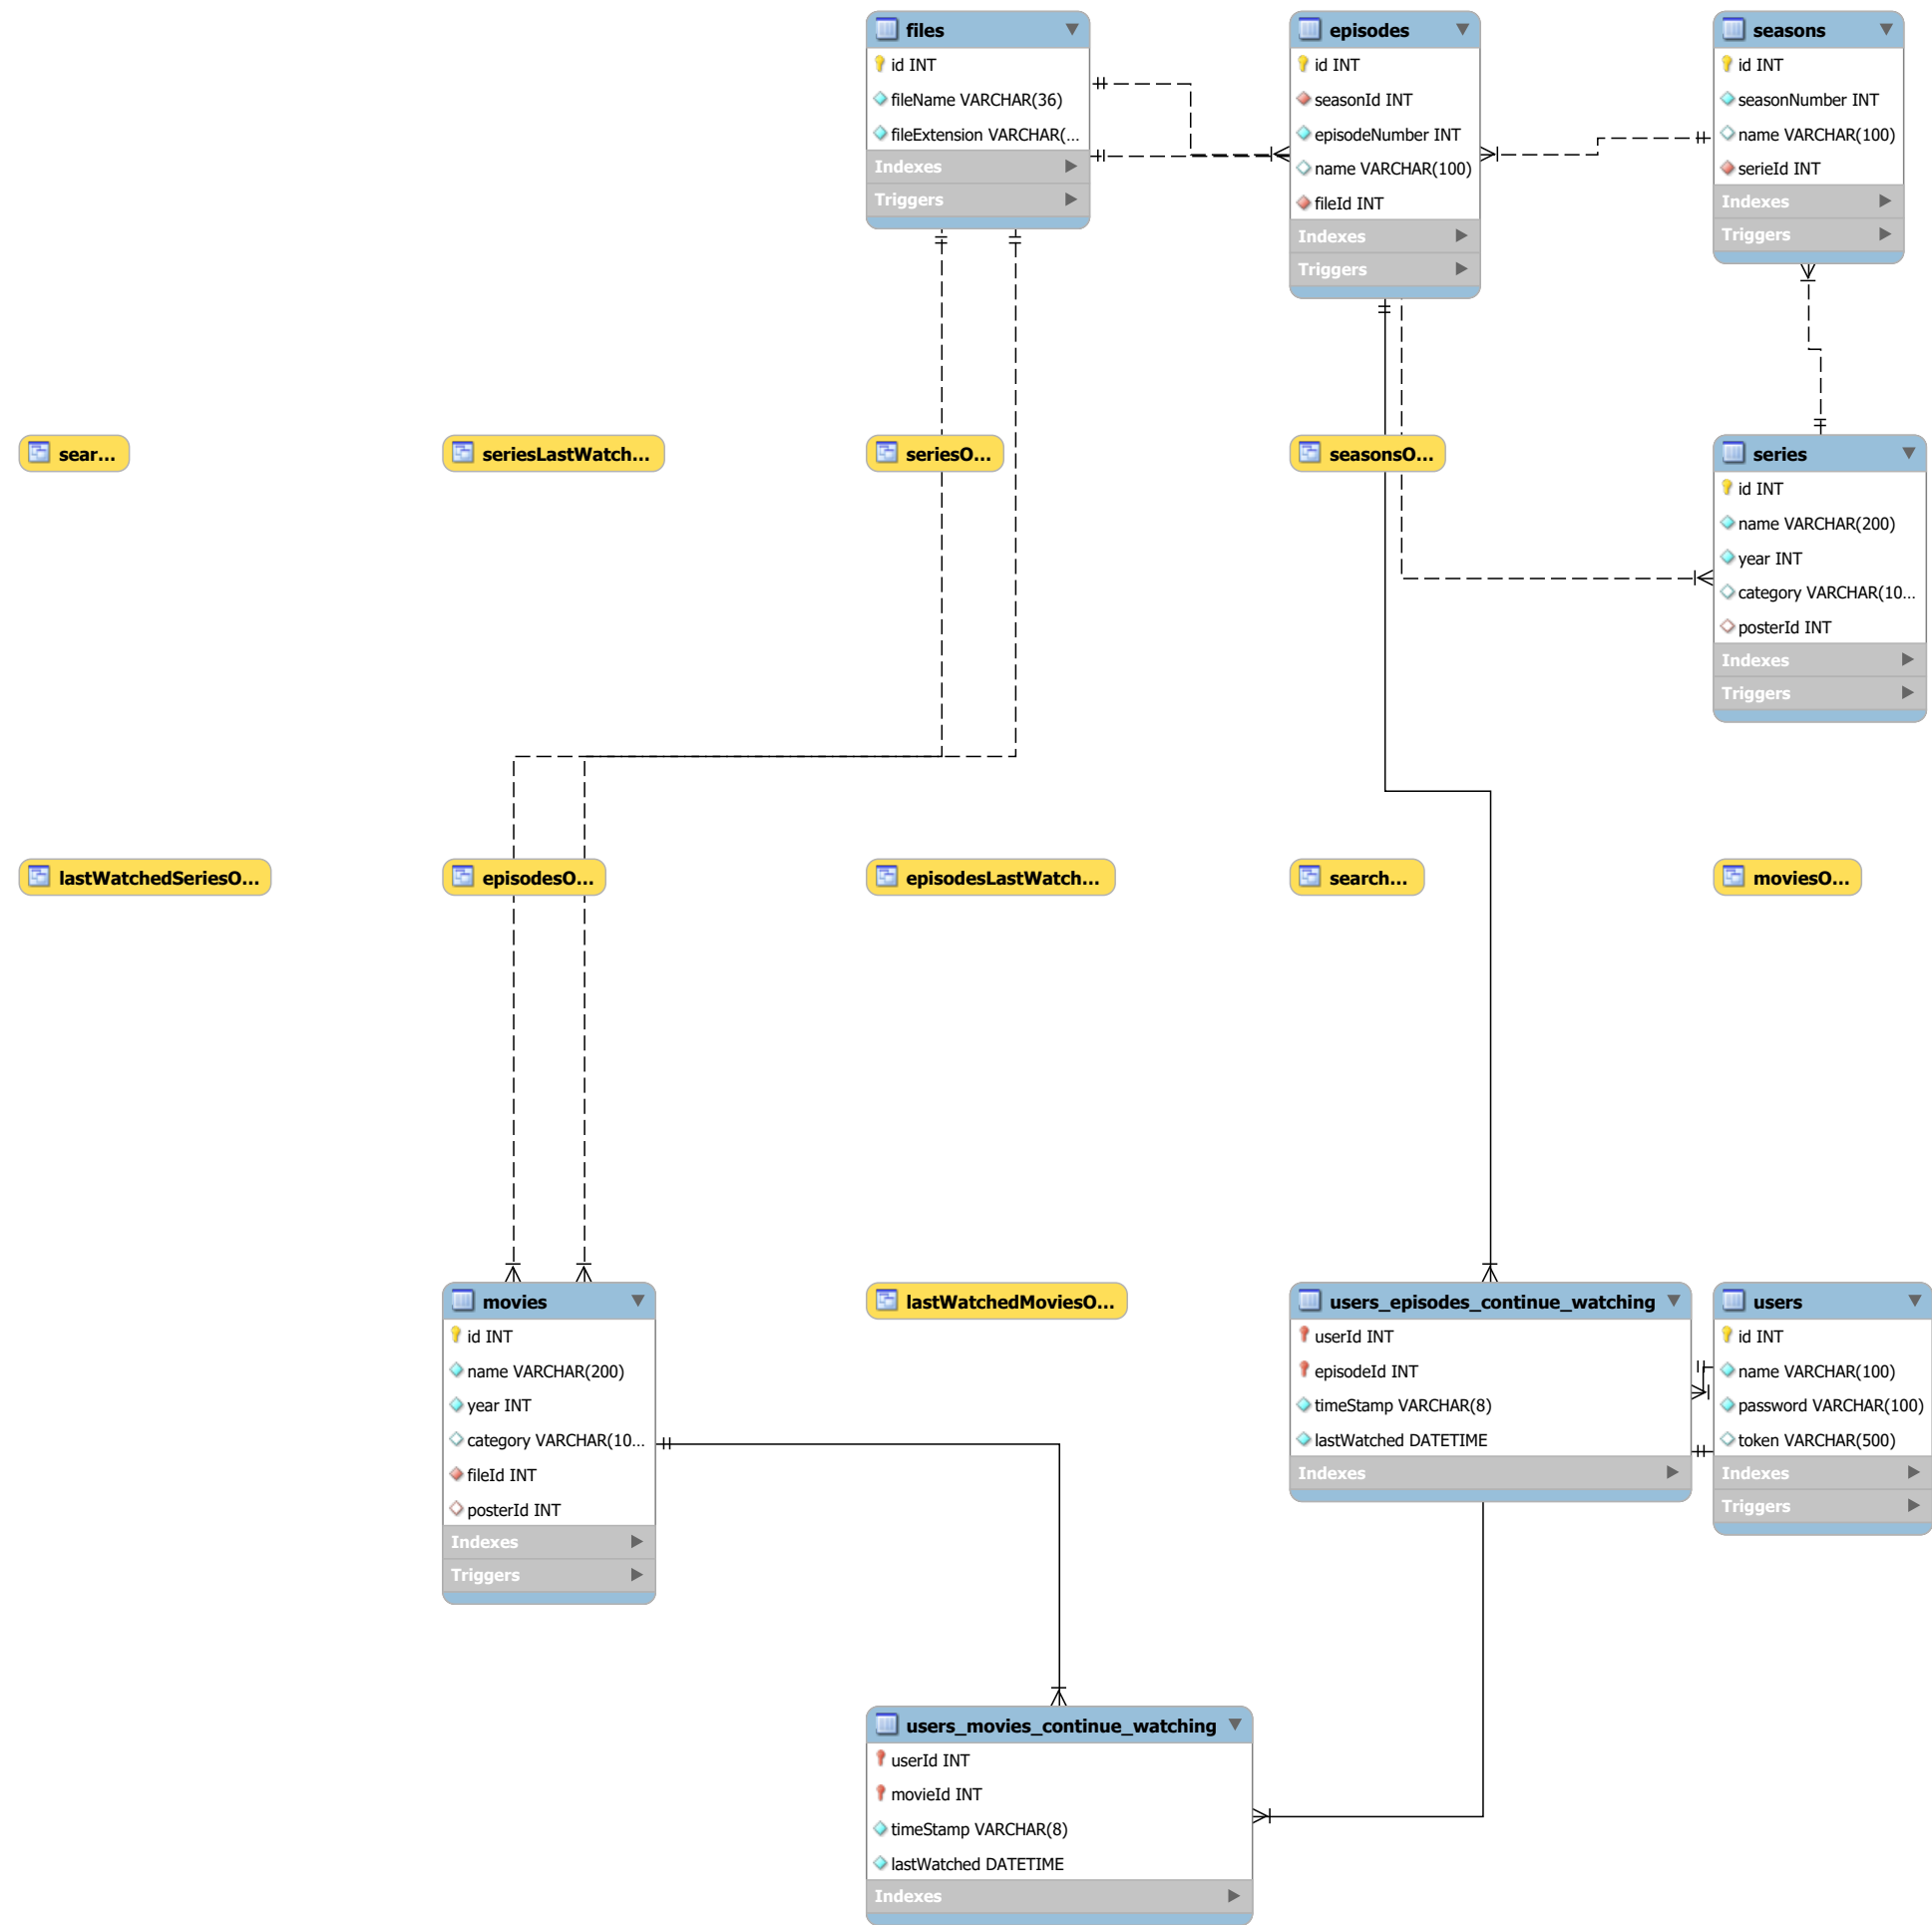 files
id INT
fileName VARCHAR(36)
fileExtension VARCHAR(...
Indexes
Triggers
episodes
id INT
seasonId INT
episodeNumber INT
name VARCHAR(100)
fileId INT
Indexes
Triggers
seasons
id INT
seasonNumber INT
name VARCHAR(100)
serieId INT
Indexes
Triggers
sear...
seriesLastWatch...
seriesO...
seasonsO...
series
id INT
name VARCHAR(200)
year INT
category VARCHAR(10...
posterId INT
Indexes
Triggers
lastWatchedSeriesO...
episodesO...
episodesLastWatch...
search...
moviesO...
movies
id INT
name VARCHAR(200)
year INT
category VARCHAR(10...
fileId INT
posterId INT
Indexes
Triggers
lastWatchedMoviesO...
users_episodes_continue_watching
userId INT
episodeId INT
timeStamp VARCHAR(8)
lastWatched DATETIME
Indexes
users
id INT
name VARCHAR(100)
password VARCHAR(100)
token VARCHAR(500)
Indexes
Triggers
users_movies_continue_watching
userId INT
movieId INT
timeStamp VARCHAR(8)
lastWatched DATETIME
Indexes